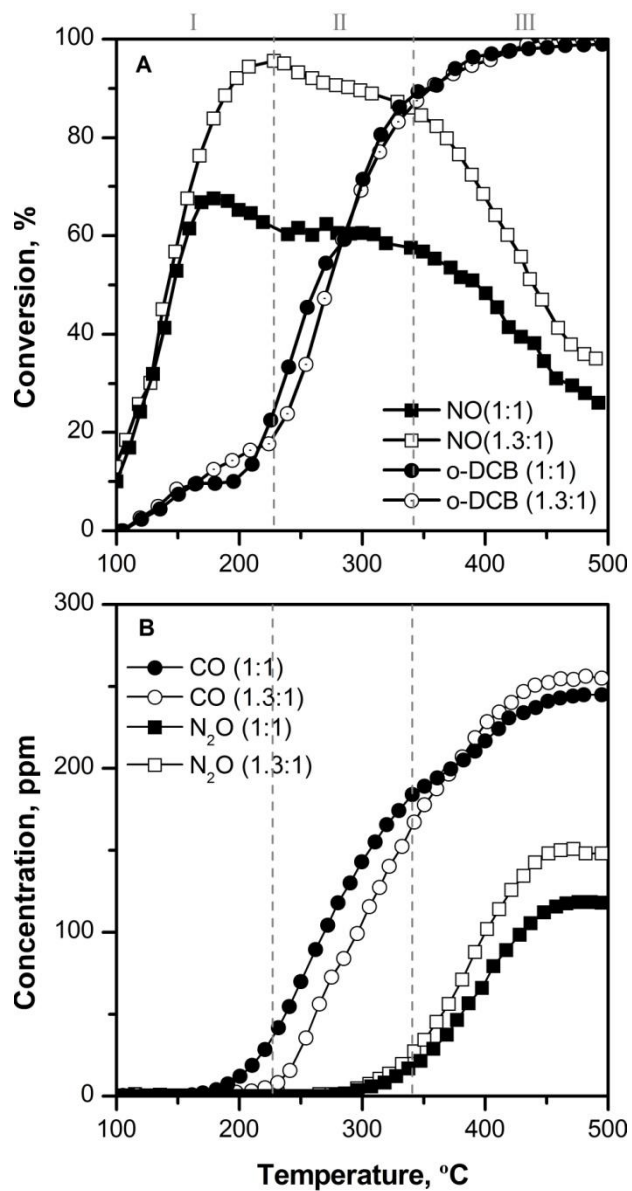 I II III
A
100
80
60
40
20
0
Conversion, %
NO(1:1)
NO(1.3:1)
o-DCB (1:1)
o-DCB (1.3:1)
100 200 300 400 500
B
300
200
100
0
Concentration, ppm
CO (1:1)
CO (1.3:1)
N₂O (1:1)
N₂O (1.3:1)
100 200 300 400 500
Temperature, °C